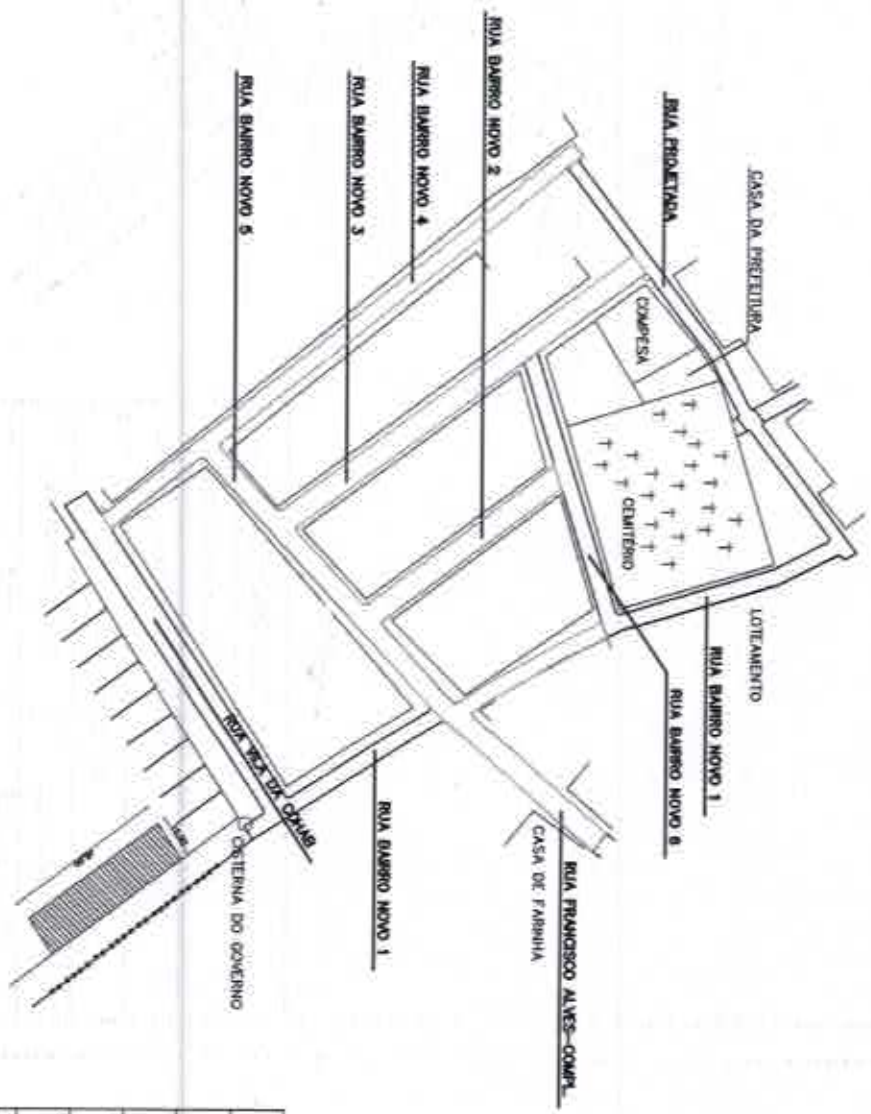 RUA BAIRRO NOVO 5
RUA BAIRRO NOVO 3
RUA BAIRRO NOVO 4
RUA BAIRRO NOVO 2
RUA PROJETADA
CASA DA PREFEITURA
COMPESA
CEMITÉRIO
LOTEAMENTO
RUA BAIRRO NOVO 1
RUA BAIRRO NOVO 6
RUA FRANCISCO ALVES-COMPL.
CASA DE FARINHA
RUA BAIRRO NOVO 1
RUA VILA DA COHAB
CISTERNA DO GOVERNO